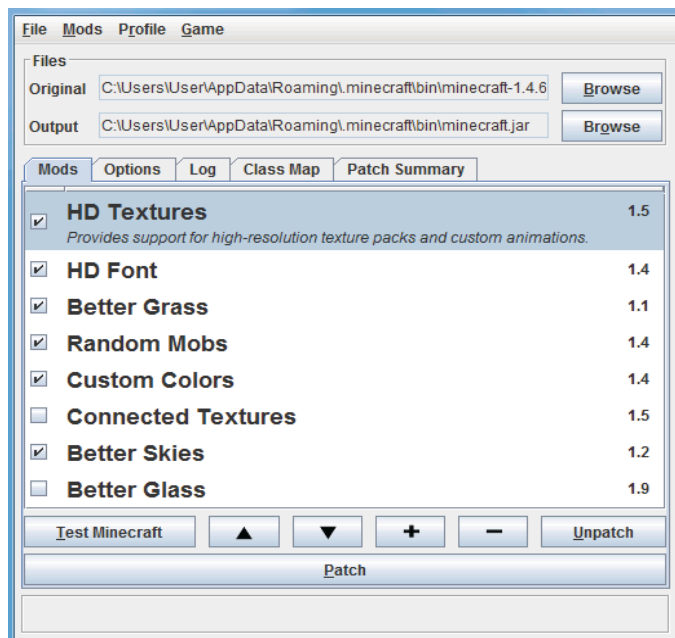 File Mods Profile Game
Files
Original C:\Users\User\AppData\Roaming\.minecraft\bin\minecraft-1.4.6 Browse
Output C:\Users\User\AppData\Roaming\.minecraft\bin\minecraft.jar Browse
Mods Options Log Class Map Patch Summary
HD Textures 1.5
Provides support for high-resolution texture packs and custom animations.
HD Font 1.4
Better Grass 1.1
Random Mobs 1.4
Custom Colors 1.4
Connected Textures 1.5
Better Skies 1.2
Better Glass 1.9
Test Minecraft ▲ ▼ + − Unpatch
Patch